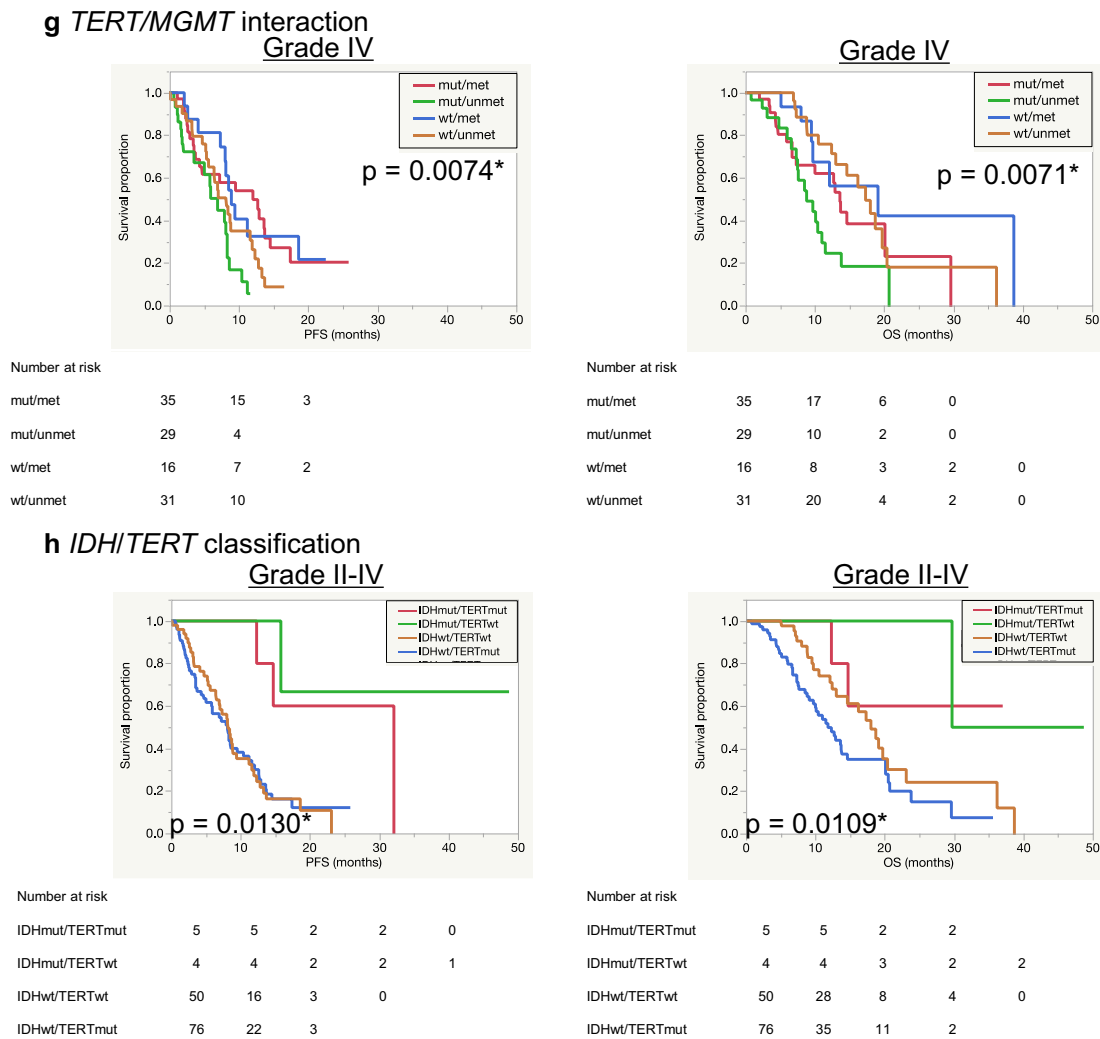 g TERT/MGMT interaction
Grade IV
Grade IV
mut/met
mut/unmet
wt/met
wt/unmet
p = 0.0074*
Survival proportion
1.0
0.8
0.6
0.4
0.2
0.0
0 10 20 30 40 50
PFS (months)
mut/met
mut/unmet
wt/met
wt/unmet
p = 0.0071*
Survival proportion
1.0
0.8
0.6
0.4
0.2
0.0
0 10 20 30 40 50
OS (months)
Number at risk
mut/met 35 15 3
mut/unmet 29 4
wt/met 16 7 2
wt/unmet 31 10
Number at risk
mut/met 35 17 6 0
mut/unmet 29 10 2 0
wt/met 16 8 3 2 0
wt/unmet 31 20 4 2 0
h IDH/TERT classification
Grade II-IV
Grade II-IV
IDHmut/TERTmut
IDHmut/TERTwt
IDHwt/TERTwt
IDHwt/TERTmut
Survival proportion
1.0
0.8
0.6
0.4
0.2
0.0
p = 0.0130*
0 10 20 30 40 50
PFS (months)
IDHmut/TERTmut
IDHmut/TERTwt
IDHwt/TERTwt
IDHwt/TERTmut
Survival proportion
1.0
0.8
0.6
0.4
0.2
0.0
p = 0.0109*
0 10 20 30 40 50
OS (months)
Number at risk
IDHmut/TERTmut 5 5 2 2 0
IDHmut/TERTwt 4 4 2 2 1
IDHwt/TERTwt 50 16 3 0
IDHwt/TERTmut 76 22 3
Number at risk
IDHmut/TERTmut 5 5 2 2
IDHmut/TERTwt 4 4 3 2 2
IDHwt/TERTwt 50 28 8 4 0
IDHwt/TERTmut 76 35 11 2